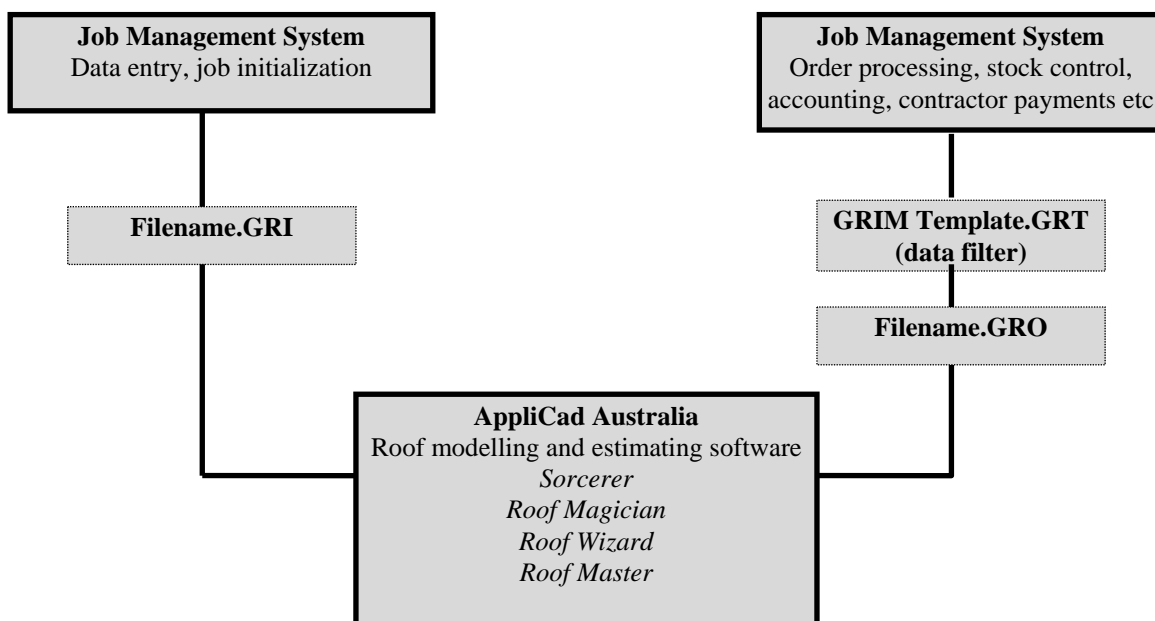 Job Management System
Data entry, job initialization
Job Management System
Order processing, stock control,
accounting, contractor payments etc
Filename.GRI
GRIM Template.GRT
(data filter)
Filename.GRO
AppliCad Australia
Roof modelling and estimating software
Sorcerer
Roof Magician
Roof Wizard
Roof Master